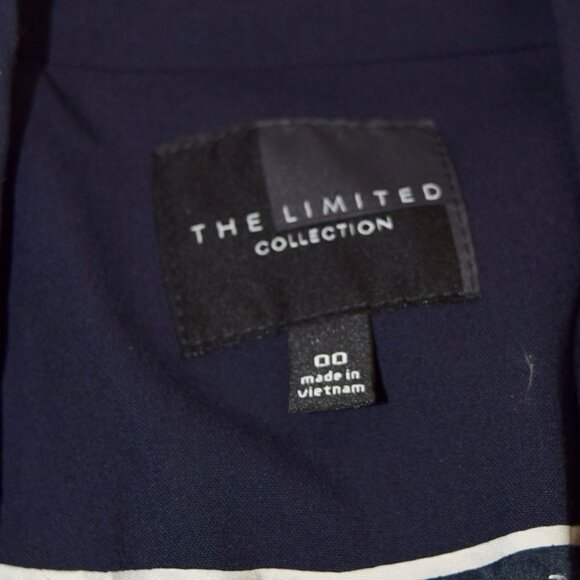 THE LIMITED
COLLECTION
00
made in
vietnam